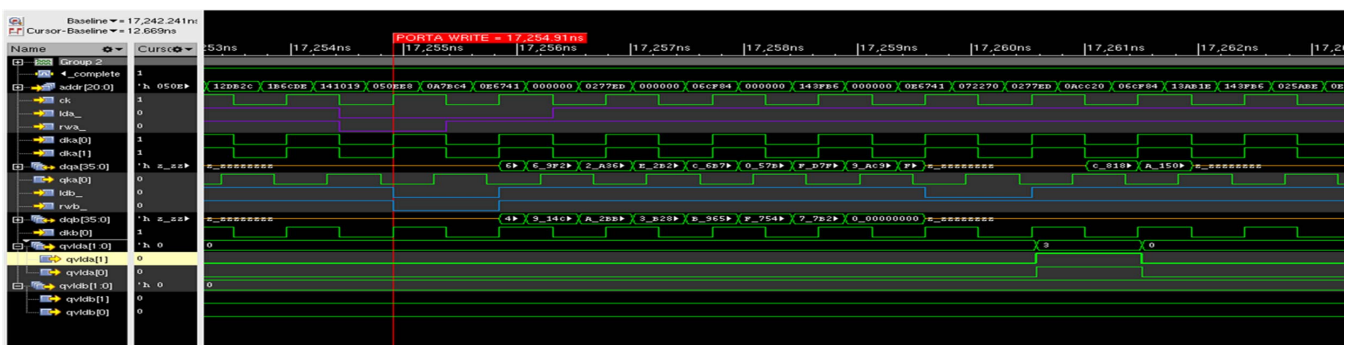 Baseline = 17,242.241ns
Cursor-Baseline = 12.669ns
PORTA WRITE = 17,254.91ns
Name Curs 17,254ns 17,255ns 17,256ns 17,257ns 17,258ns 17,259ns 17,260ns 17,261ns 17,262ns
Group 2
_complete 1
addr[20:0] 'h 050E 12DB2C 1B6CDE 141019 050EE8 0A7BC4 0E6741 000000 0277ED 000000 06CF84 000000 143FB6 000000 0E6741 072270 0277ED 0ACC20 06CF84 13AB1E 143FB6 025ABE
ck 1
lda_ 0
rwa_ 0
dka[0] 1
dka[1] 1
dqa[35:0] 'h z_zz z_zzzzzzzz 6 6_9F2 2_A36 E_2B2 C_6B7 0_57B F_D7F 9_AC9 F z_zzzzzzzz C_818 A_150 z_zzzzzzzz
qka[0] 0
ldb_ 0
rwb_ 0
dqb[35:0] 'h z_zz z_zzzzzzzz 4 9_14C A_2BB 3_B28 B_965 F_754 7_7B2 0_00000000 z_zzzzzzzz
dkb[0] 1
qvlda[1:0] 'h 0 0 3 0
qvlda[1] 0
qvlda[0] 0
qvldb[1:0] 'h 0 0
qvldb[1] 0
qvldb[0] 0